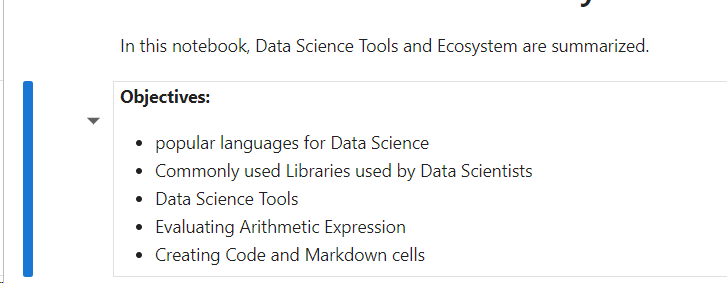 In this notebook, Data Science Tools and Ecosystem are summarized.
Objectives:
popular languages for Data Science
Commonly used Libraries used by Data Scientists
Data Science Tools
Evaluating Arithmetic Expression
Creating Code and Markdown cells